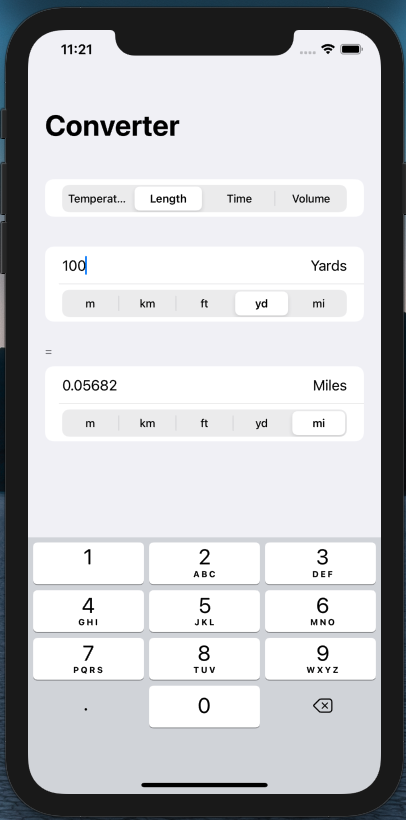 11:21
Converter
Temperat... Length Time Volume
100 Yards
m km ft yd mi
=
0.05682 Miles
m km ft yd mi
1 2 3
ABC DEF
4 5 6
GHI JKL MNO
7 8 9
PQRS TUV WXYZ
. 0